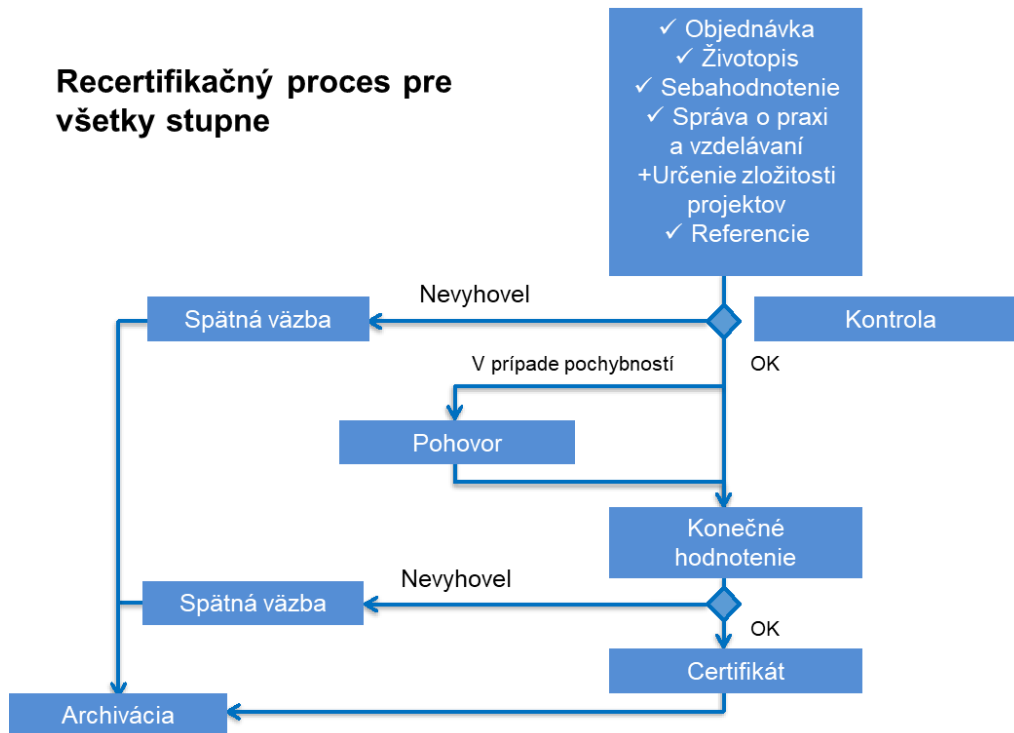 Recertifikačný proces pre
všetky stupne
✓ Objednávka
✓ Životopis
✓ Sebahodnotenie
✓ Správa o praxi
a vzdelávaní
+Určenie zložitosti
projektov
✓ Referencie
Nevyhovel
Spätná väzba
Kontrola
V prípade pochybností
OK
Pohovor
Konečné
hodnotenie
Nevyhovel
Spätná väzba
OK
Certifikát
Archivácia